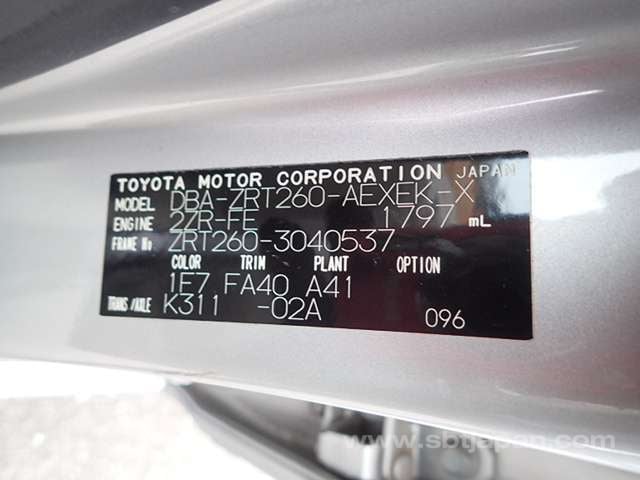 TOYOTA MOTOR CORPORATION JAPAN
MODEL DBA-ZRT260-AEXEK-X
ENGINE 2ZR-FE 1797 mL
FRAME No ZRT260-3040537
COLOR TRIM PLANT OPTION
1E7 FA40 A41
TRANS/AXLE K311 -02A
096
www.sbtjapan.com